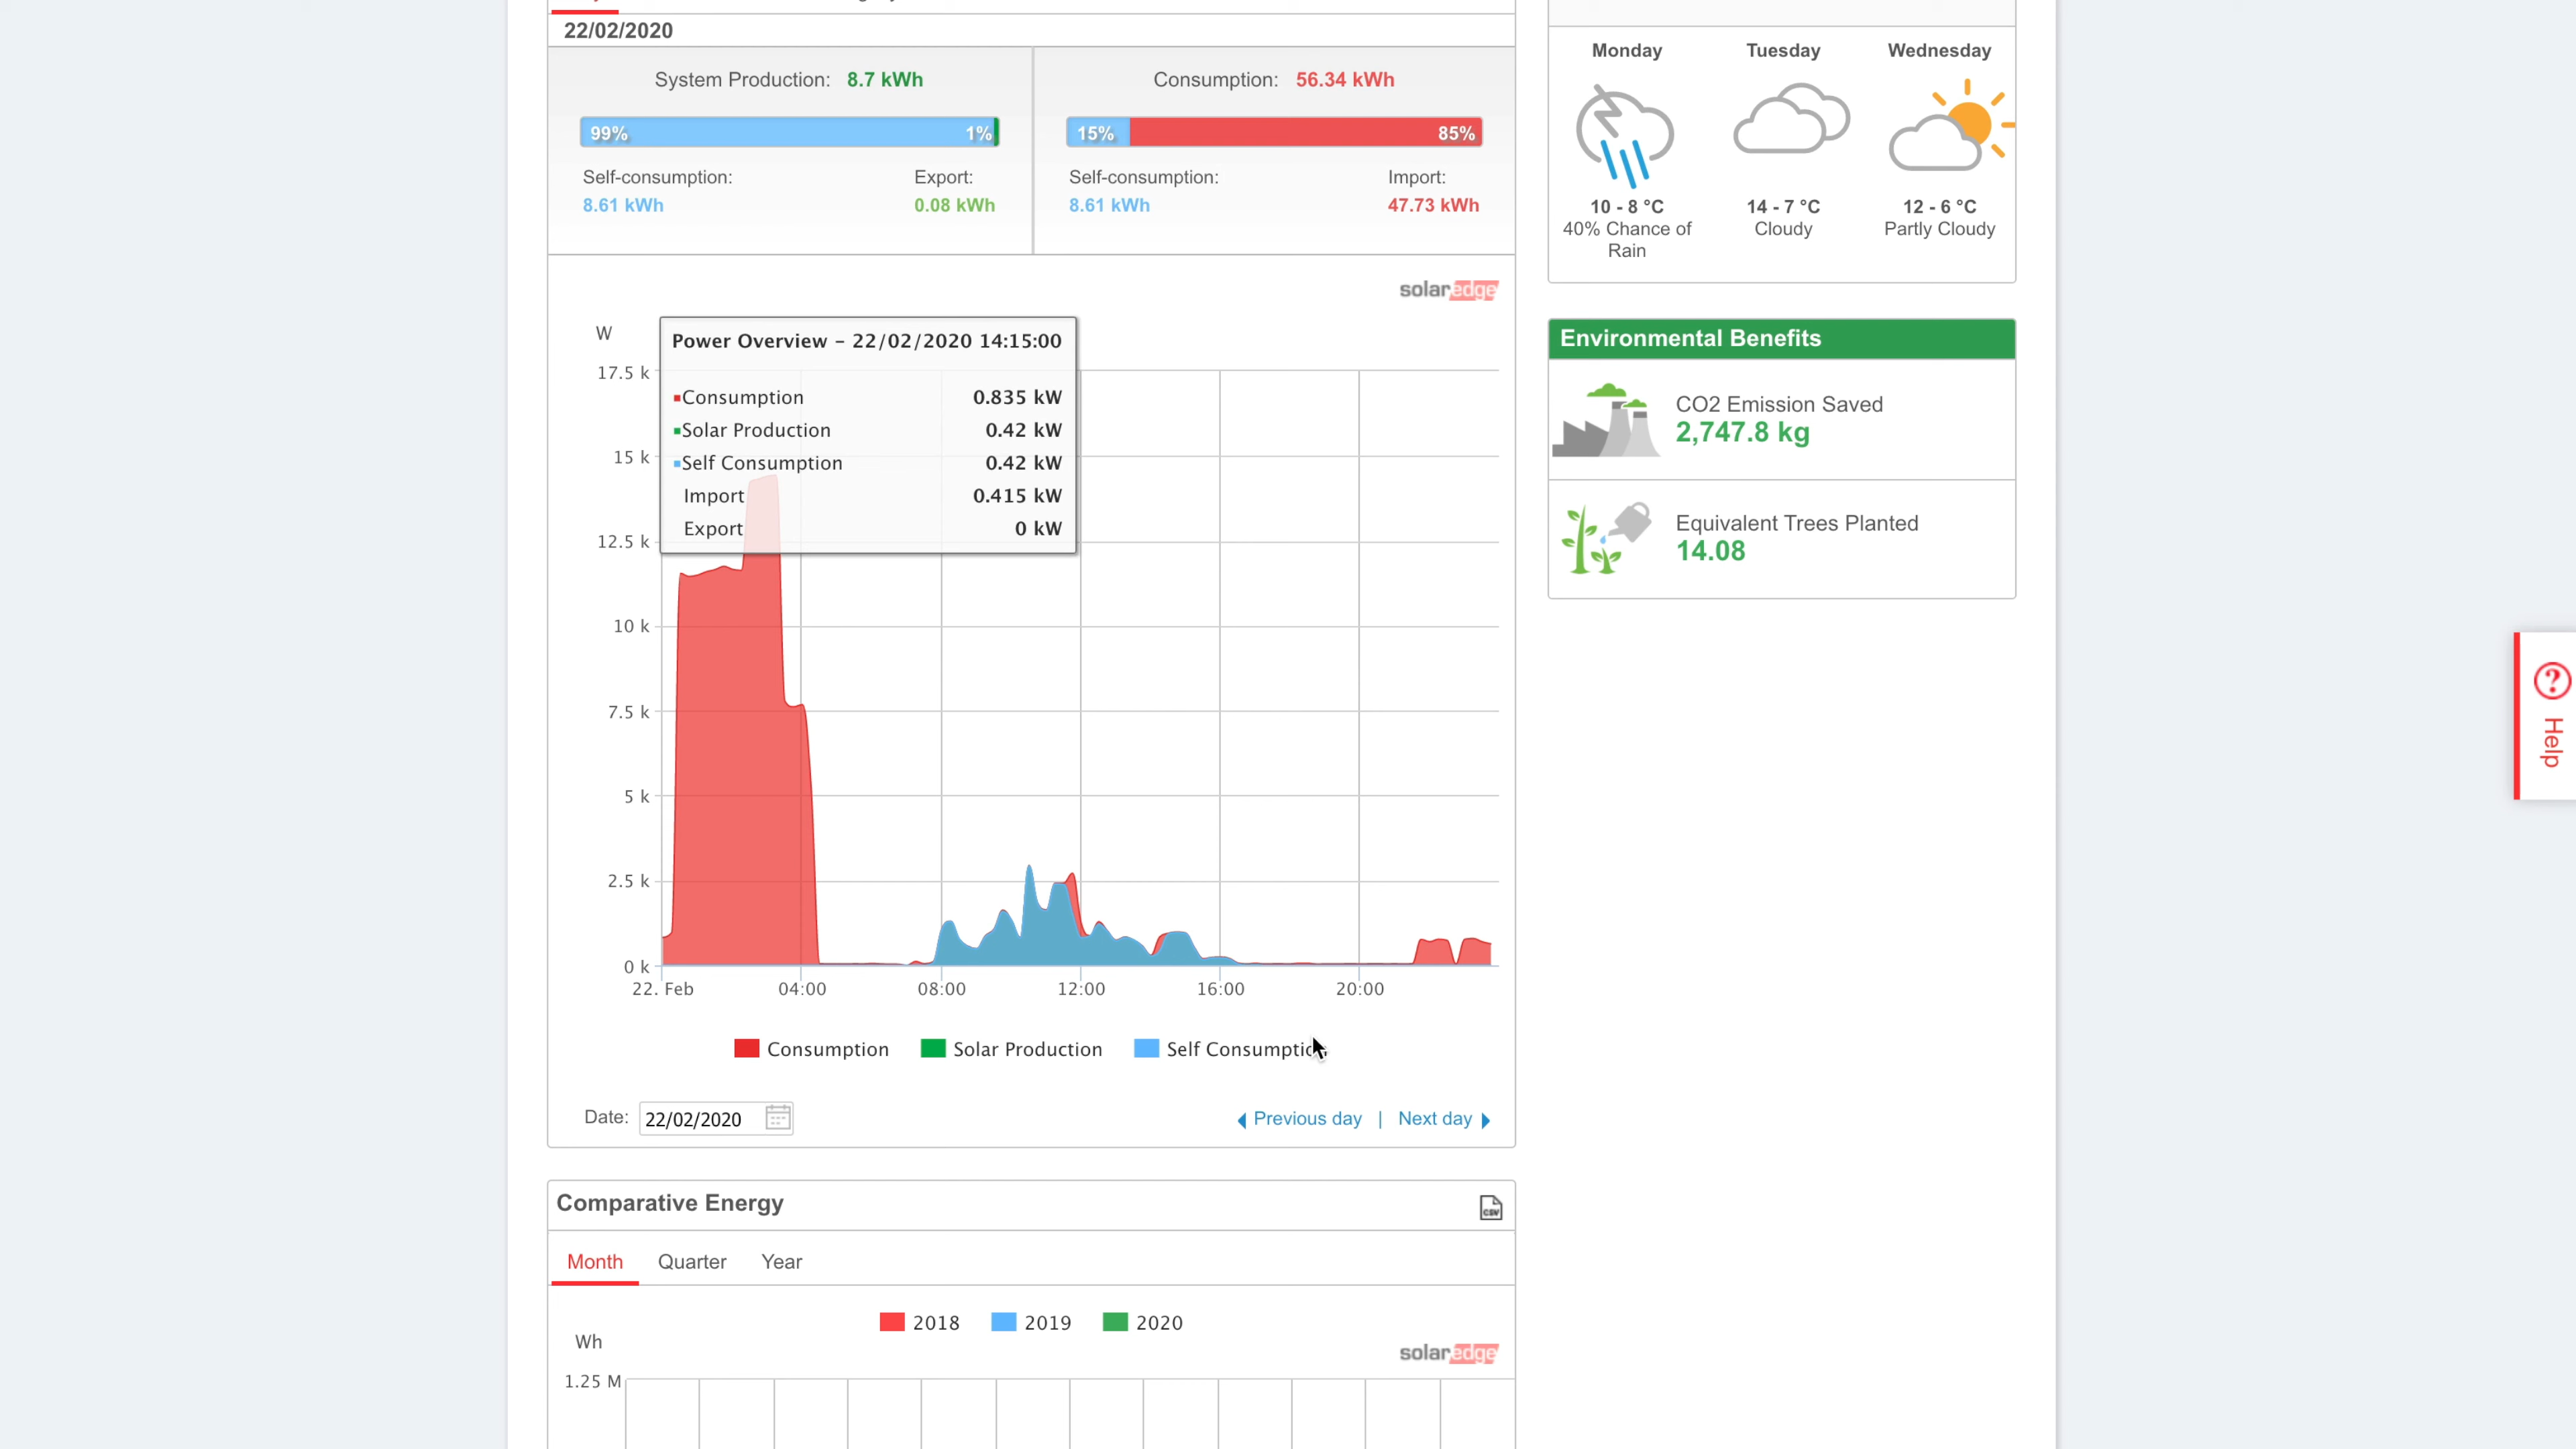 22/02/2020
System Production: 8.7 kWh
99% 1%
Self-consumption: Export:
8.61 kWh 0.08 kWh
Consumption: 56.34 kWh
15% 85%
Self-consumption: Import:
8.61 kWh 47.73 kWh
solaredge
W
17.5 k
15 k
12.5 k
10 k
7.5 k
5 k
2.5 k
0 k
Power Overview – 22/02/2020 14:15:00
Consumption 0.835 kW
Solar Production 0.42 kW
Self Consumption 0.42 kW
Import 0.415 kW
Export 0 kW
22. Feb 04:00 08:00 12:00 16:00 20:00
Consumption Solar Production Self Consumption
Date: 22/02/2020
Previous day | Next day
Comparative Energy
CSV
Month Quarter Year
2018 2019 2020
Wh
solaredge
1.25 M
Monday Tuesday Wednesday
10 - 8 °C 14 - 7 °C 12 - 6 °C
40% Chance of Rain
Cloudy
Partly Cloudy
Environmental Benefits
CO2 Emission Saved
2,747.8 kg
Equivalent Trees Planted
14.08
? Help